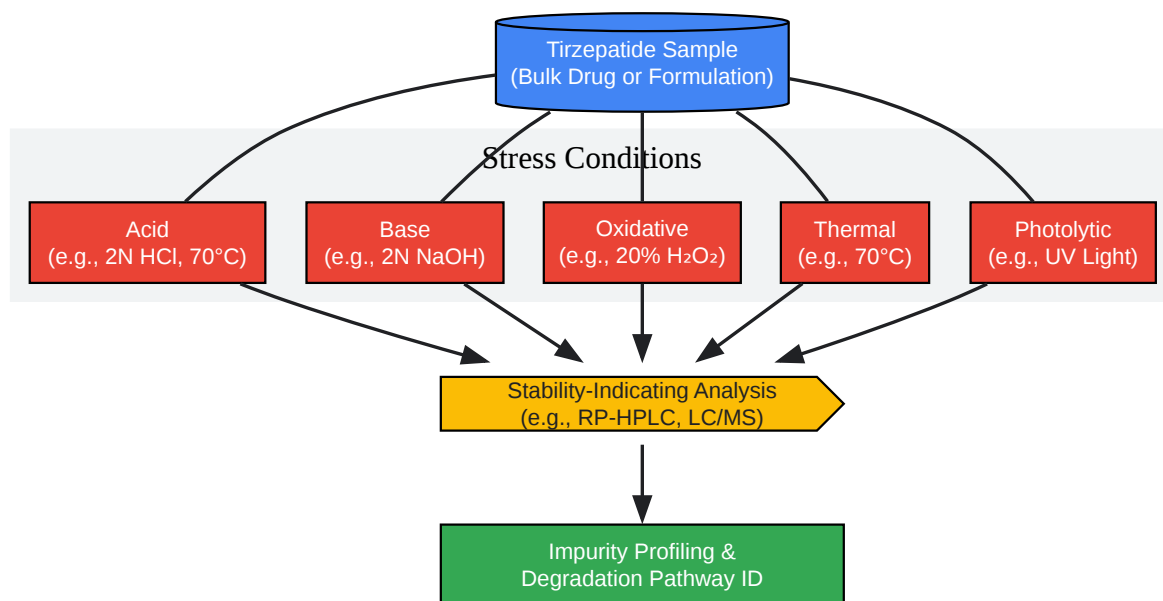 Tirzepatide Sample
(Bulk Drug or Formulation)
Stress Conditions
Acid
(e.g., 2N HCl, 70°C)
Base
(e.g., 2N NaOH)
Oxidative
(e.g., 20% H₂O₂)
Thermal
(e.g., 70°C)
Photolytic
(e.g., UV Light)
Stability-Indicating Analysis
(e.g., RP-HPLC, LC/MS)
Impurity Profiling &
Degradation Pathway ID